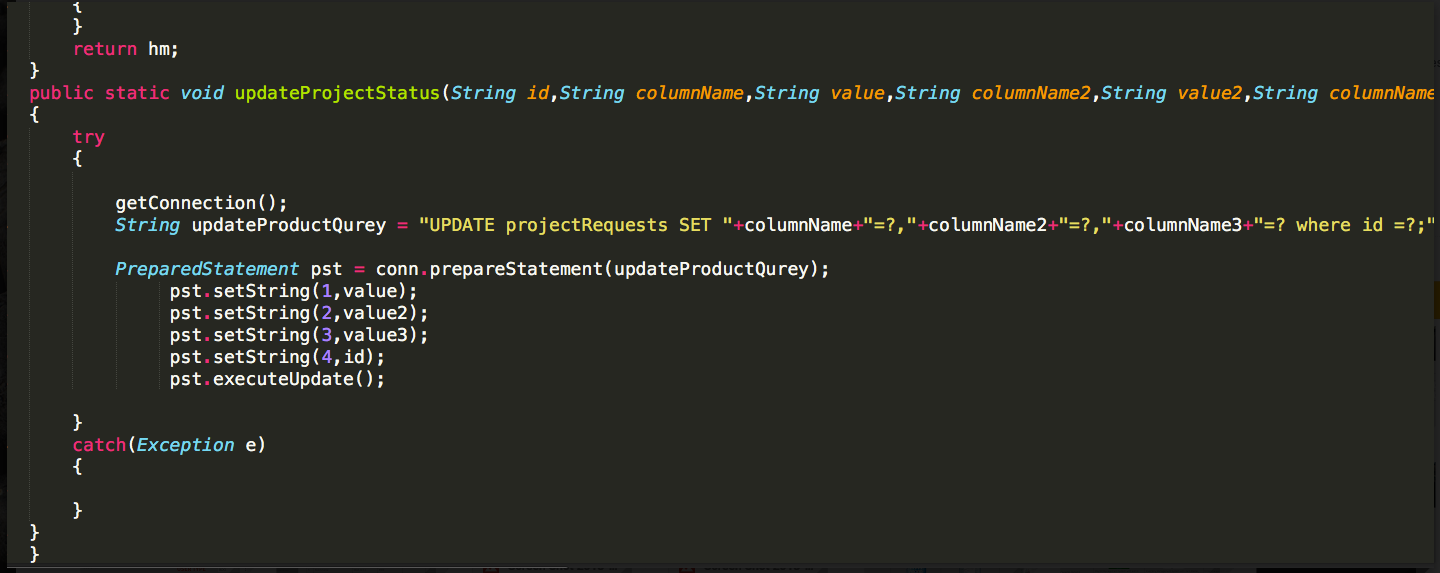 {
}
return hm;
}
public static void updateProjectStatus(String id,String columnName,String value,String columnName2,String value2,String columnName
{
try
{
getConnection();
String updateProductQurey = "UPDATE projectRequests SET "+columnName+"=?,"+columnName2+"=?,"+columnName3+"=? where id =?;"
PreparedStatement pst = conn.prepareStatement(updateProductQurey);
pst.setString(1,value);
pst.setString(2,value2);
pst.setString(3,value3);
pst.setString(4,id);
pst.executeUpdate();
}
catch(Exception e)
{
}
}
}